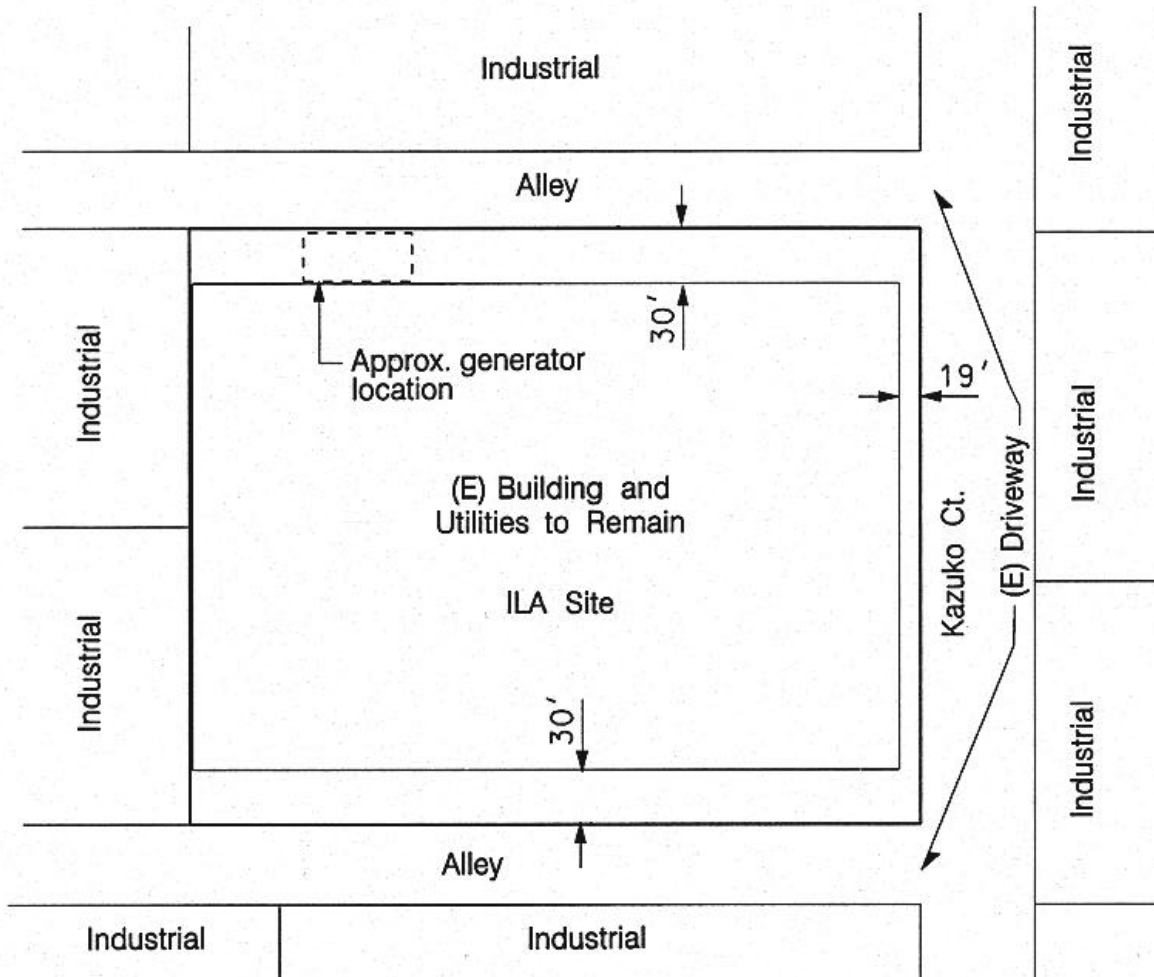 Industrial
Industrial
Alley
30′
Approx. generator
location
Industrial
19′
Industrial
(E) Building and
Utilities to Remain
Kazuko Ct.
(E) Driveway
ILA Site
Industrial
30′
Industrial
Alley
Industrial
Industrial